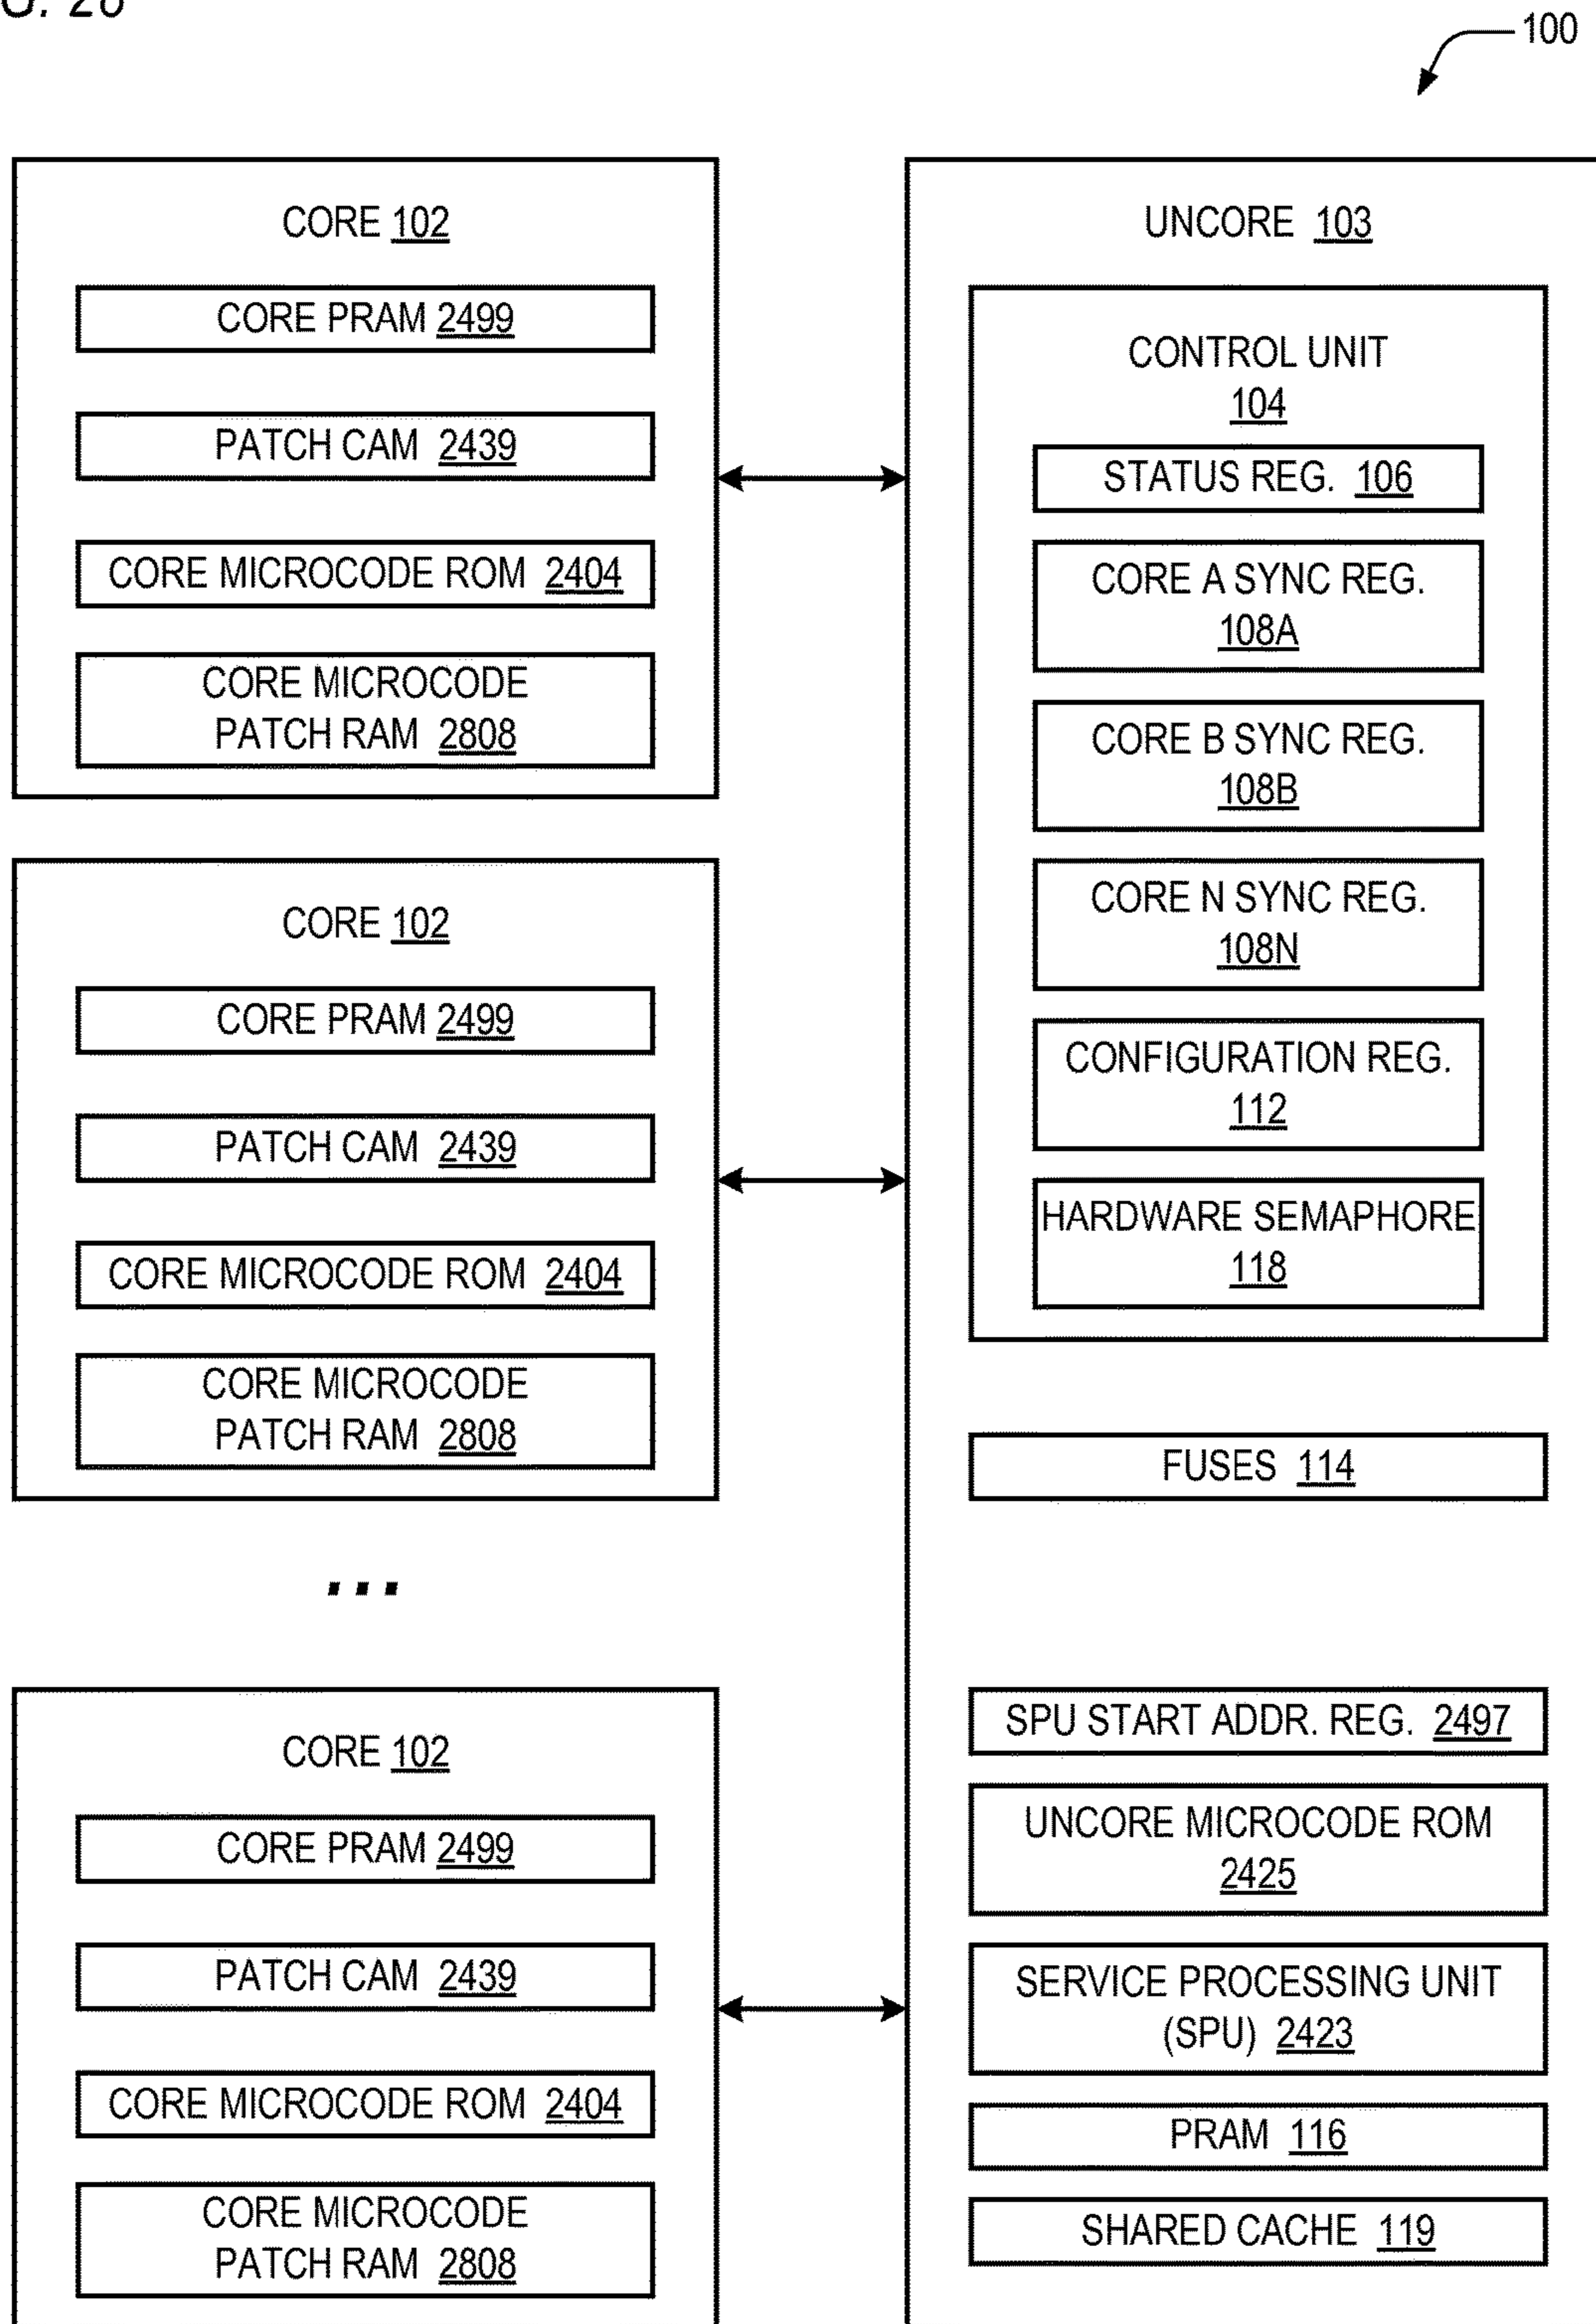 G. 28
100
CORE 102
CORE PRAM 2499
PATCH CAM 2439
CORE MICROCODE ROM 2404
CORE MICROCODE
PATCH RAM 2808
CORE 102
CORE PRAM 2499
PATCH CAM 2439
CORE MICROCODE ROM 2404
CORE MICROCODE
PATCH RAM 2808
...
CORE 102
CORE PRAM 2499
PATCH CAM 2439
CORE MICROCODE ROM 2404
CORE MICROCODE
PATCH RAM 2808
UNCORE 103
CONTROL UNIT
104
STATUS REG. 106
CORE A SYNC REG.
108A
CORE B SYNC REG.
108B
CORE N SYNC REG.
108N
CONFIGURATION REG.
112
HARDWARE SEMAPHORE
118
FUSES 114
SPU START ADDR. REG. 2497
UNCORE MICROCODE ROM
2425
SERVICE PROCESSING UNIT
(SPU) 2423
PRAM 116
SHARED CACHE 119